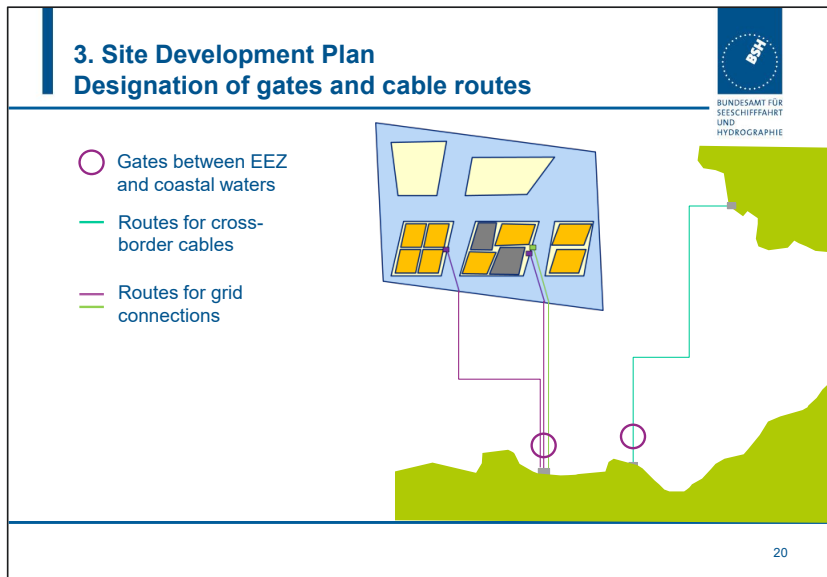 3. Site Development Plan
Designation of gates and cable routes
BSH
BUNDESAMT FÜR
SEESCHIFFFAHRT
UND
HYDROGRAPHIE
Gates between EEZ
and coastal waters
Routes for cross-
border cables
Routes for grid
connections
20